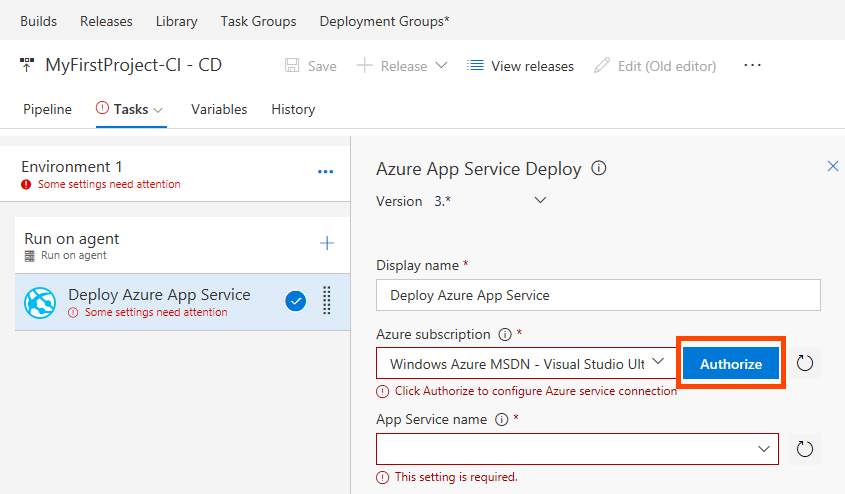 Builds Releases Library Task Groups Deployment Groups*
MyFirstProject-CI - CD Save Release View releases Edit (Old editor) ...
Pipeline Tasks Variables History
Environment 1 ...
Some settings need attention
Run on agent
Run on agent
Deploy Azure App Service
Some settings need attention
Azure App Service Deploy
Version 3.*
Display name *
Deploy Azure App Service
Azure subscription *
Windows Azure MSDN - Visual Studio Ult Authorize
Click Authorize to configure Azure service connection
App Service name *
This setting is required.